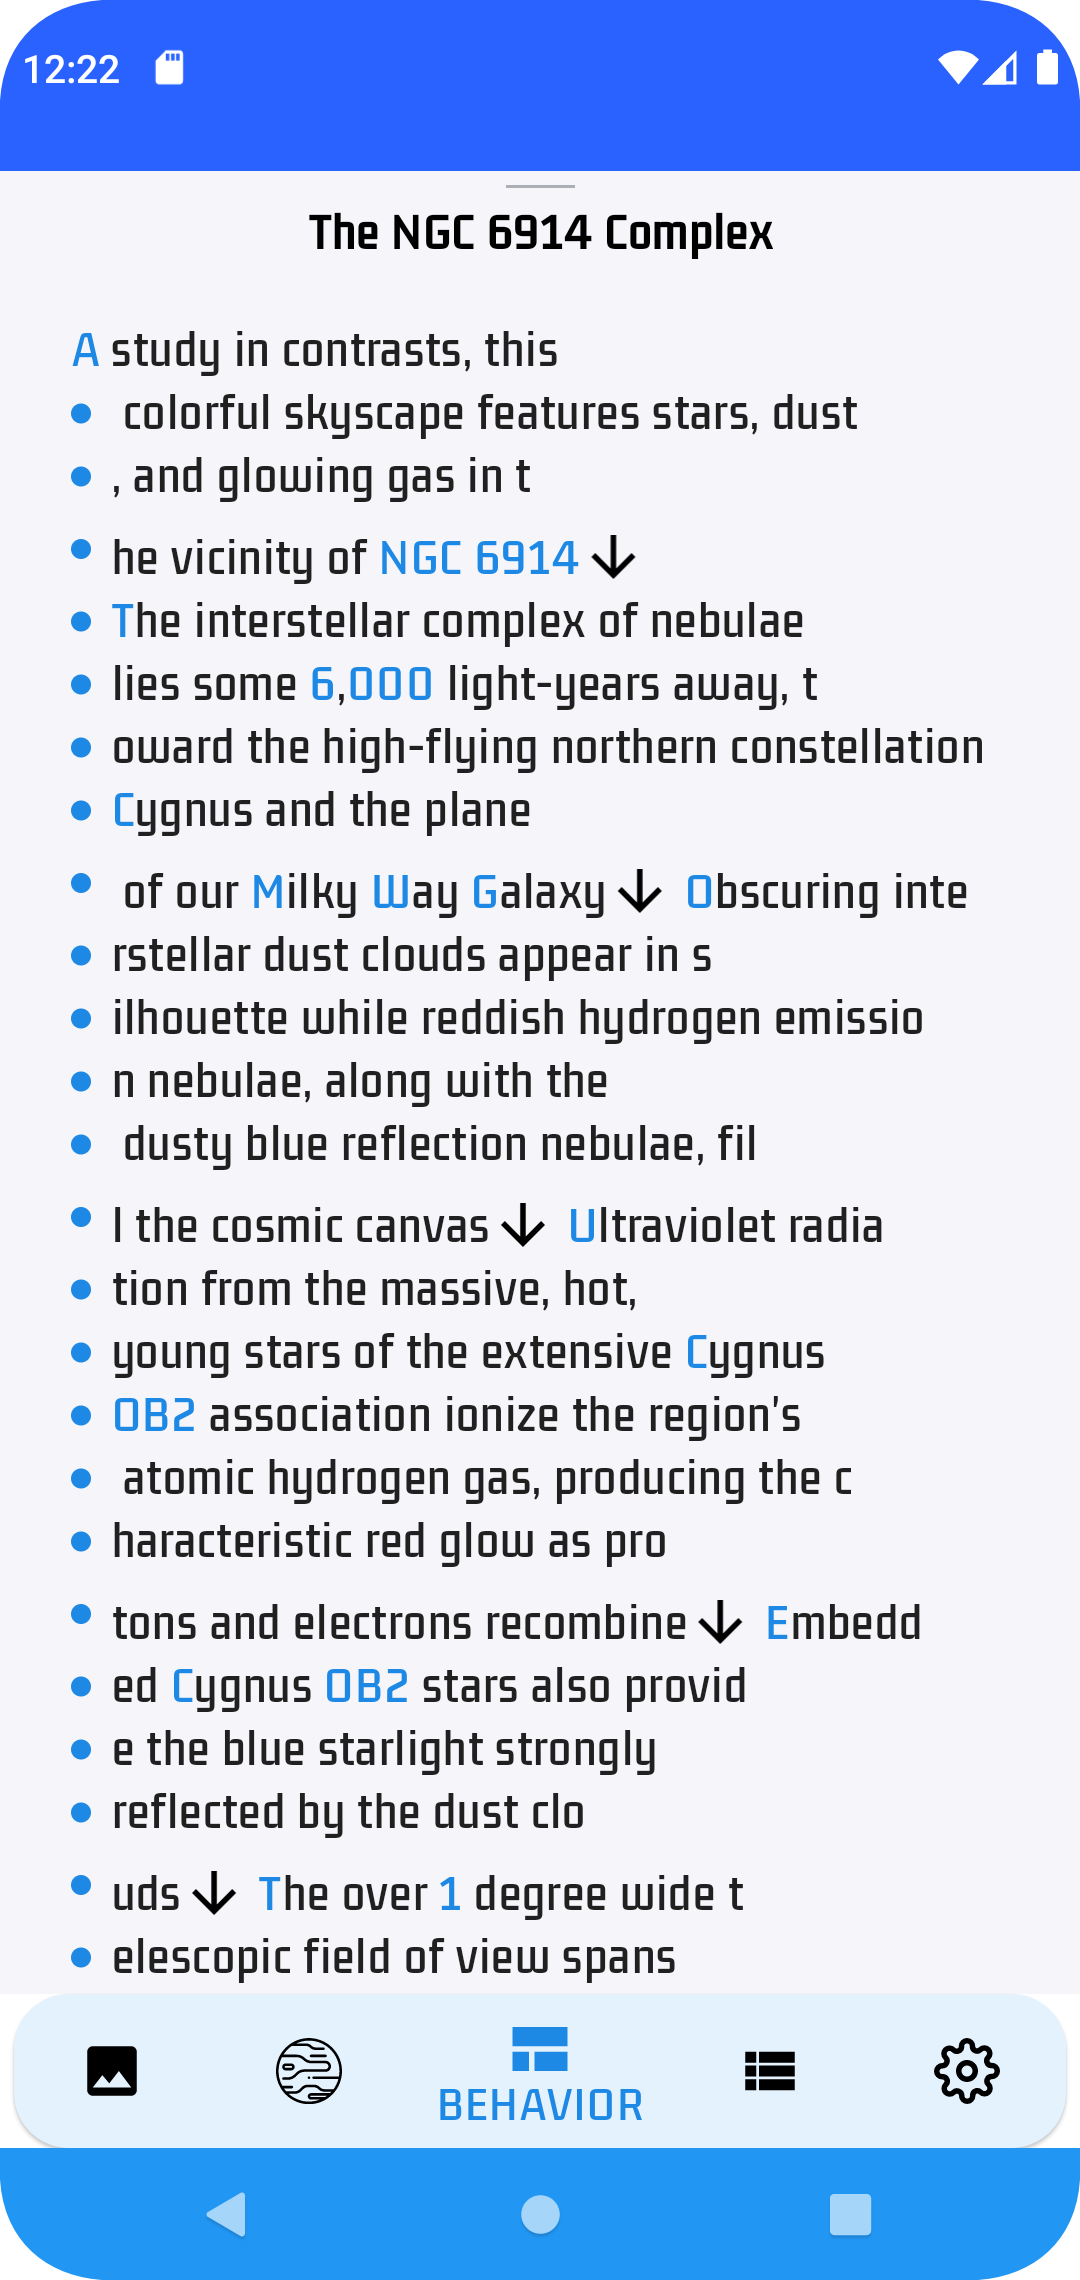 12:22
The NGC 6914 Complex
A study in contrasts, this
colorful skyscape features stars, dust
, and glowing gas in t
he vicinity of NGC 6914
The interstellar complex of nebulae
lies some 6,000 light-years away, t
oward the high-flying northern constellation
Cygnus and the plane
of our Milky Way Galaxy Obscuring inte
rstellar dust clouds appear in s
ilhouette while reddish hydrogen emissio
n nebulae, along with the
dusty blue reflection nebulae, fil
l the cosmic canvas Ultraviolet radia
tion from the massive, hot,
young stars of the extensive Cygnus
OB2 association ionize the region's
atomic hydrogen gas, producing the c
haracteristic red glow as pro
tons and electrons recombine Embedd
ed Cygnus OB2 stars also provid
e the blue starlight strongly
reflected by the dust clo
uds The over 1 degree wide t
elescopic field of view spans
BEHAVIOR